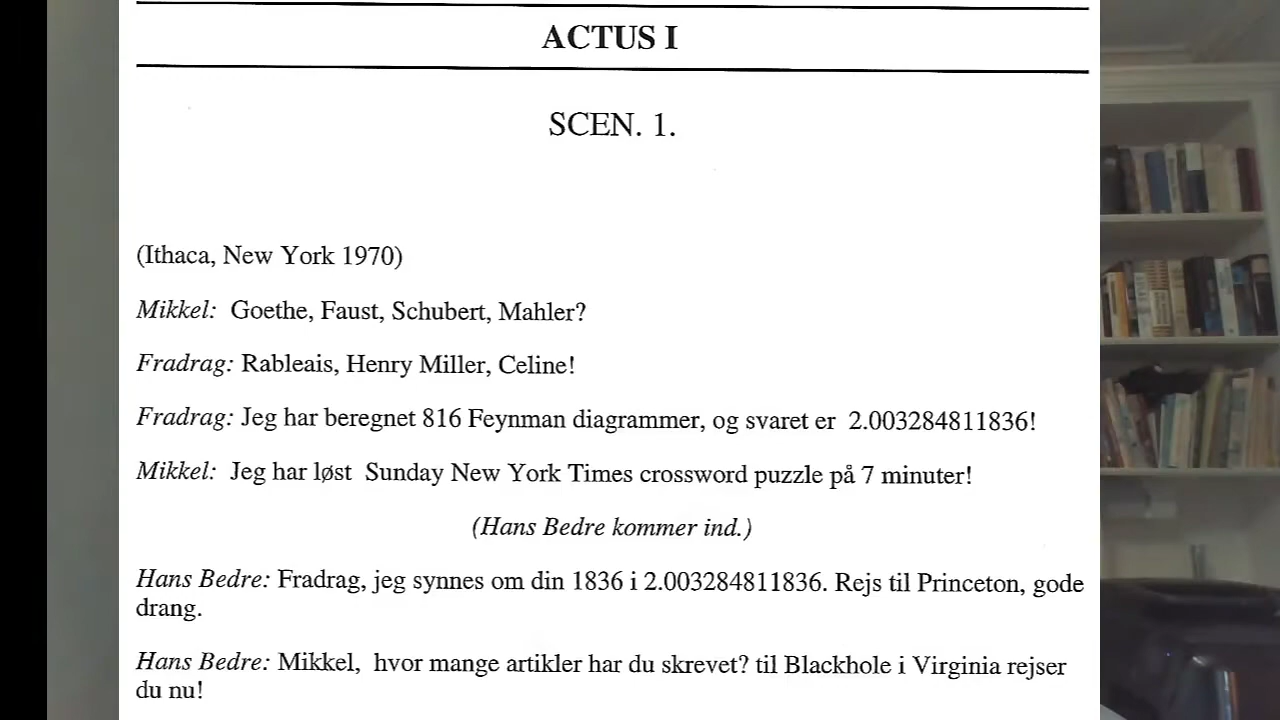 ACTUS I
SCEN. 1.
(Ithaca, New York 1970)
Mikkel: Goethe, Faust, Schubert, Mahler?
Fradrag: Rableais, Henry Miller, Celine!
Fradrag: Jeg har beregnet 816 Feynman diagrammer, og svaret er 2.003284811836!
Mikkel: Jeg har løst Sunday New York Times crossword puzzle på 7 minuter!
(Hans Bedre kommer ind.)
Hans Bedre: Fradrag, jeg synnes om din 1836 i 2.003284811836. Rejs til Princeton, gode
drang.
Hans Bedre: Mikkel, hvor mange artikler har du skrevet? til Blackhole i Virginia rejser
du nu!